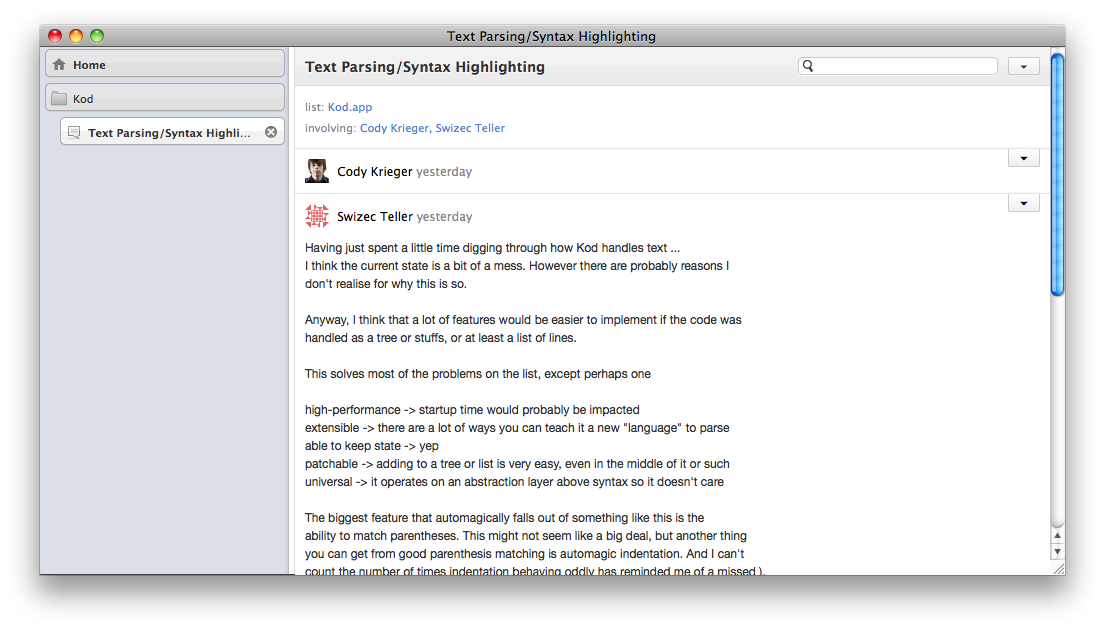 Text Parsing/Syntax Highlighting
Home
Kod
Text Parsing/Syntax Highli...
Text Parsing/Syntax Highlighting
list: Kod.app
involving: Cody Krieger, Swizec Teller
Cody Krieger yesterday
Swizec Teller yesterday
Having just spent a little time digging through how Kod handles text ...
I think the current state is a bit of a mess. However there are probably reasons I
don't realise for why this is so.
Anyway, I think that a lot of features would be easier to implement if the code was
handled as a tree or stuffs, or at least a list of lines.
This solves most of the problems on the list, except perhaps one
high-performance -> startup time would probably be impacted
extensible -> there are a lot of ways you can teach it a new "language" to parse
able to keep state -> yep
patchable -> adding to a tree or list is very easy, even in the middle of it or such
universal -> it operates on an abstraction layer above syntax so it doesn't care
The biggest feature that automagically falls out of something like this is the
ability to match parentheses. This might not seem like a big deal, but another thing
you can get from good parenthesis matching is automagic indentation. And I can't
count the number of times indentation behaving oddly has reminded me of a missed ).